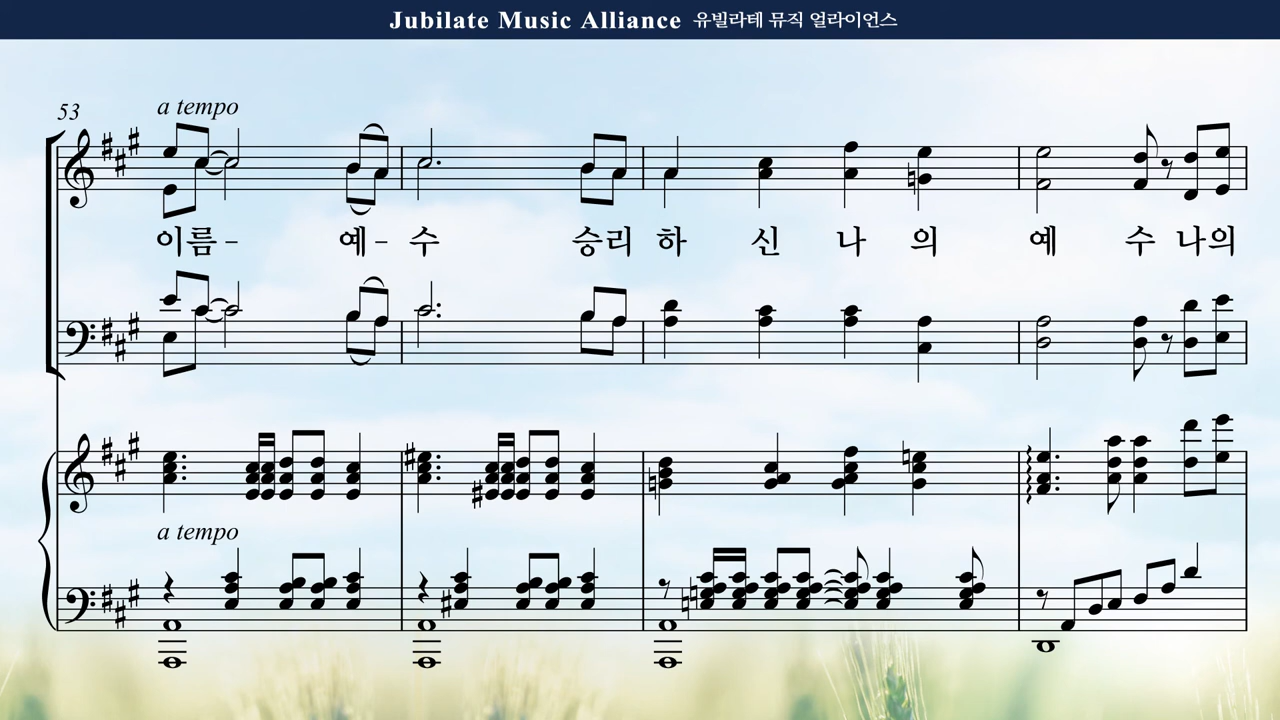 Jubilate Music Alliance 유빌라테 뮤직 얼라이언스
53
a tempo
이름 - 예 - 수 승리 하 신 나 의 예 수 나의
a tempo